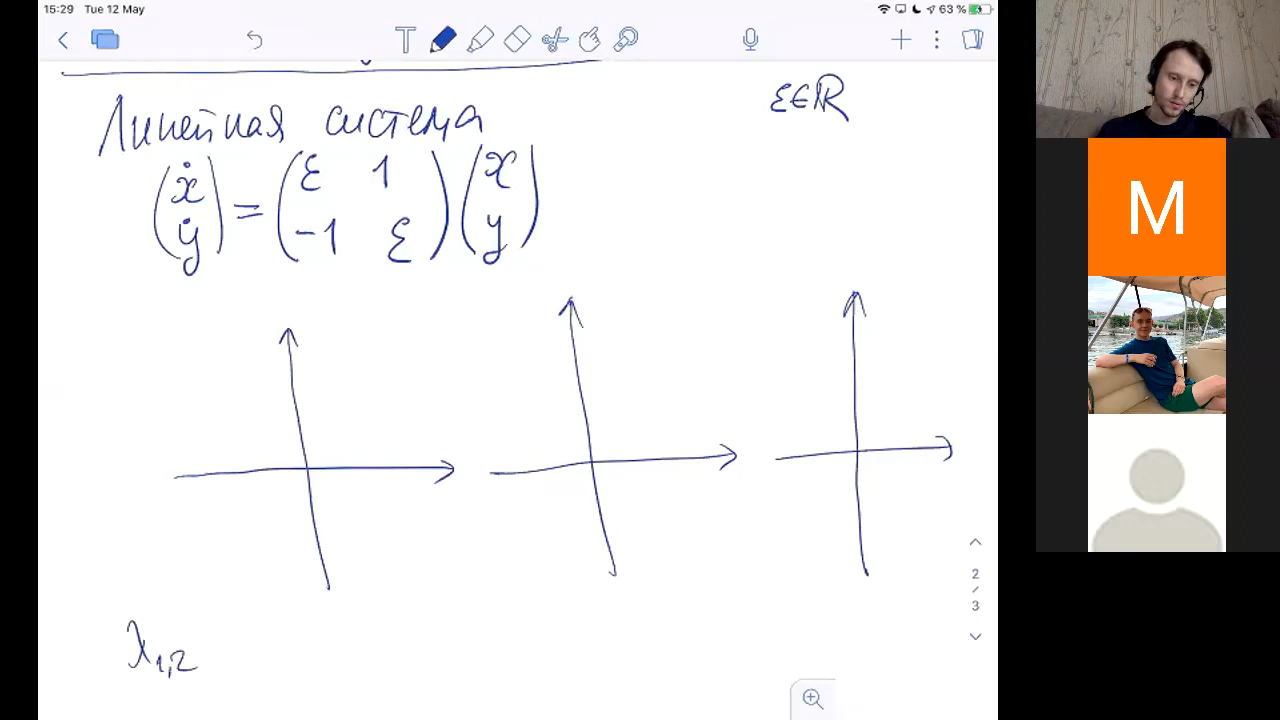 15:29 Tue 12 May 63 %
T
Линейная система
ε∈ℝ
(ẋ ẏ) = (ε 1 -1 ε) (x y)
λ1,2
2
/
3
M